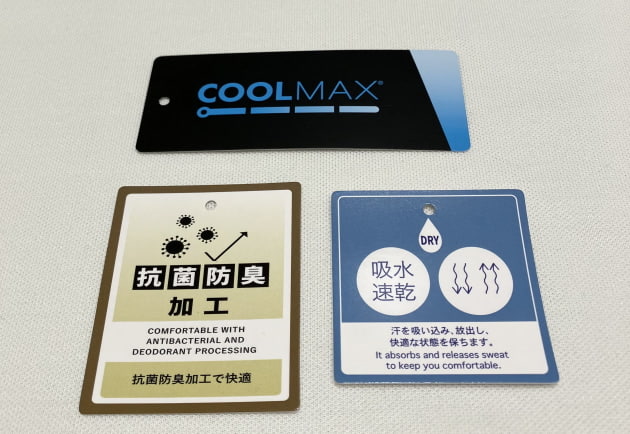 COOLMAX®
抗菌防臭
加工
COMFORTABLE WITH
ANTIBACTERIAL AND
DEODORANT PROCESSING
抗菌防臭加工で快適
DRY
吸水
速乾
汗を吸い込み、放出し、
快適な状態を保ちます。
It absorbs and releases sweat
to keep you comfortable.